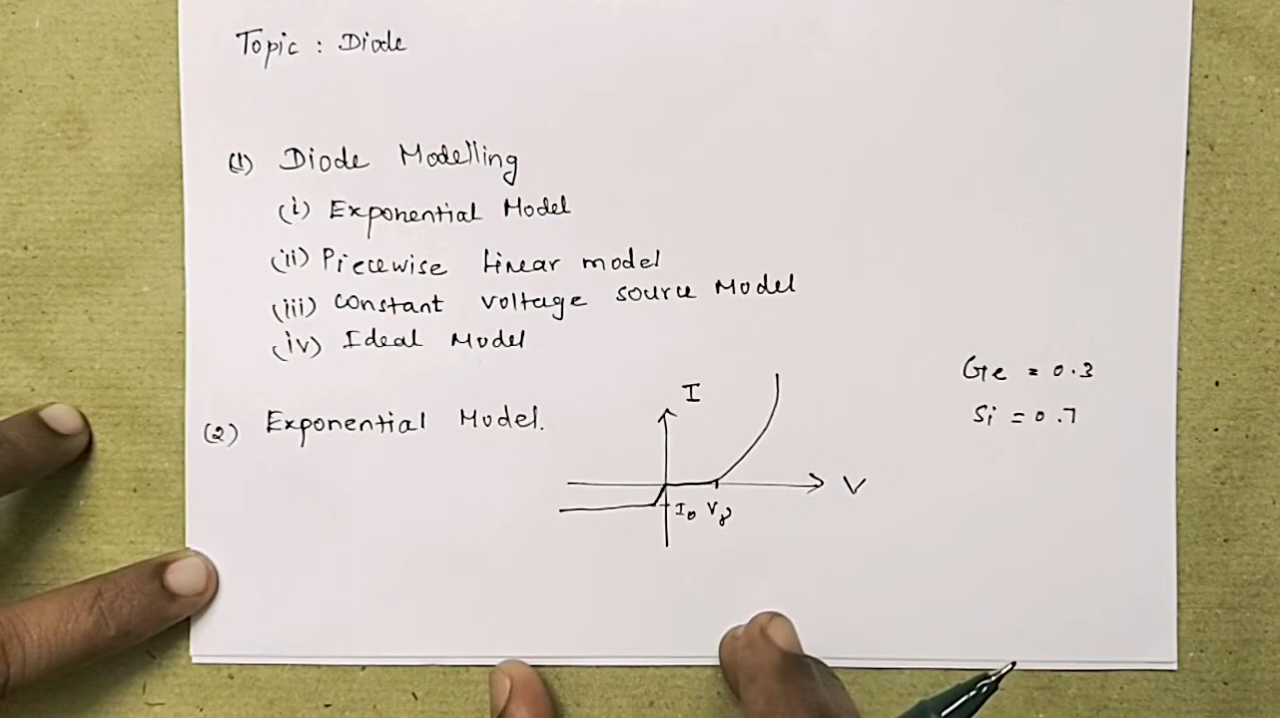 Topic : Diode
(1) Diode Modelling
(i) Exponential Model
(ii) Piecewise linear model
(iii) Constant voltage source Model
(iv) Ideal Model
Ge = 0.3
Si = 0.7
(2) Exponential Model.
I
V
I₀ Vγ